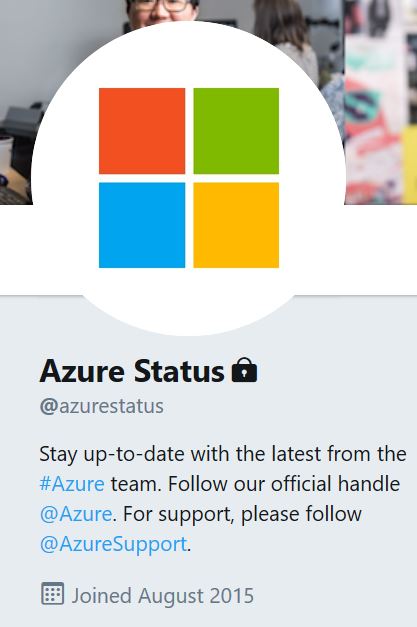 Azure Status
@azurestatus
Stay up-to-date with the latest from the
#Azure team. Follow our official handle
@Azure. For support, please follow
@AzureSupport.
Joined August 2015